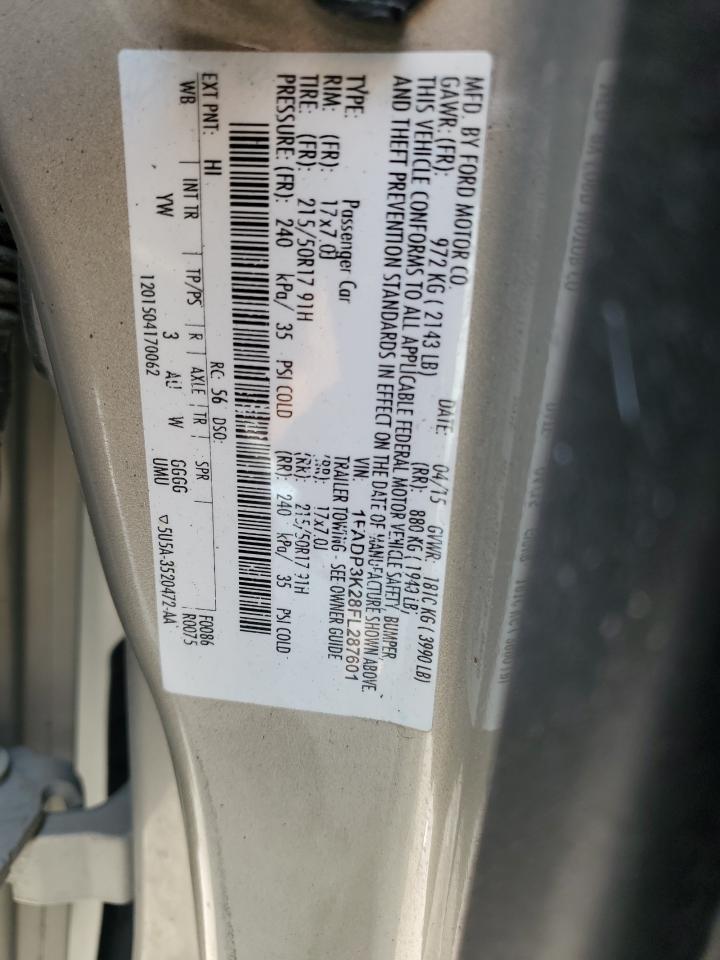 MFD. BY FORD MOTOR CO.
DATE: 04/15 GVWR: 1810 KG ( 3990 LB)
GAWR: (FR): 972 KG ( 2143 LB) (RR): 880 KG ( 1940 LB)
THIS VEHICLE CONFORMS TO ALL APPLICABLE FEDERAL MOTOR VEHICLE SAFETY, BUMPER,
AND THEFT PREVENTION STANDARDS IN EFFECT ON THE DATE OF MANUFACTURE SHOWN ABOVE.
VIN: 1FADP3K28FL287601
TYPE: Passenger Car TRAILER TOWING - SEE OWNER GUIDE
RIM: (FR): 17x7.0J (RR): 17x7.0J
TIRE: (FR): 215/50R17 91H (RR): 215/50R17 91H
PRESSURE: (FR): 240 kPa/ 35 PSI COLD (RR): 240 kPa/ 35 PSI COLD
EXT PNT: HI RC: 56 DSO: F0086
WB INT TR TP/PS R AXLE TR SPR R0075
YW 3 AU W GGGG
UMU
1201504170062 ▽5U5A-3520472-AA